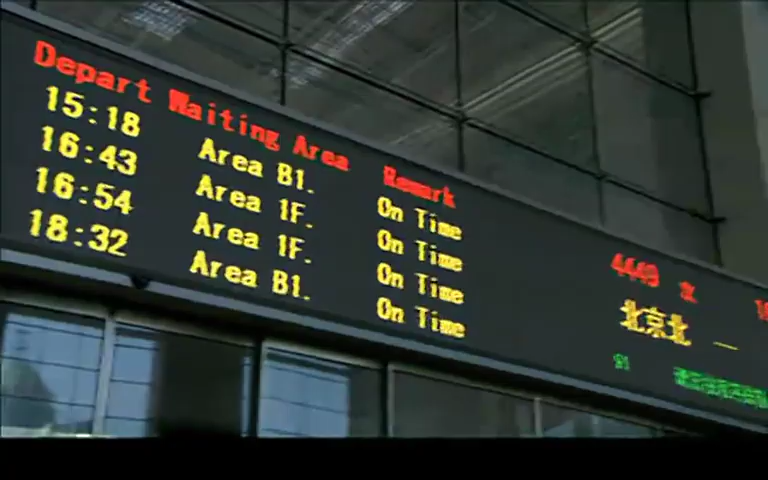 Depart Waiting Area Remark
15:18 Area B1. On Time
16:43 Area 1F. On Time
16:54 Area 1F. On Time
18:32 Area B1. On Time
4449 次
北京北 —